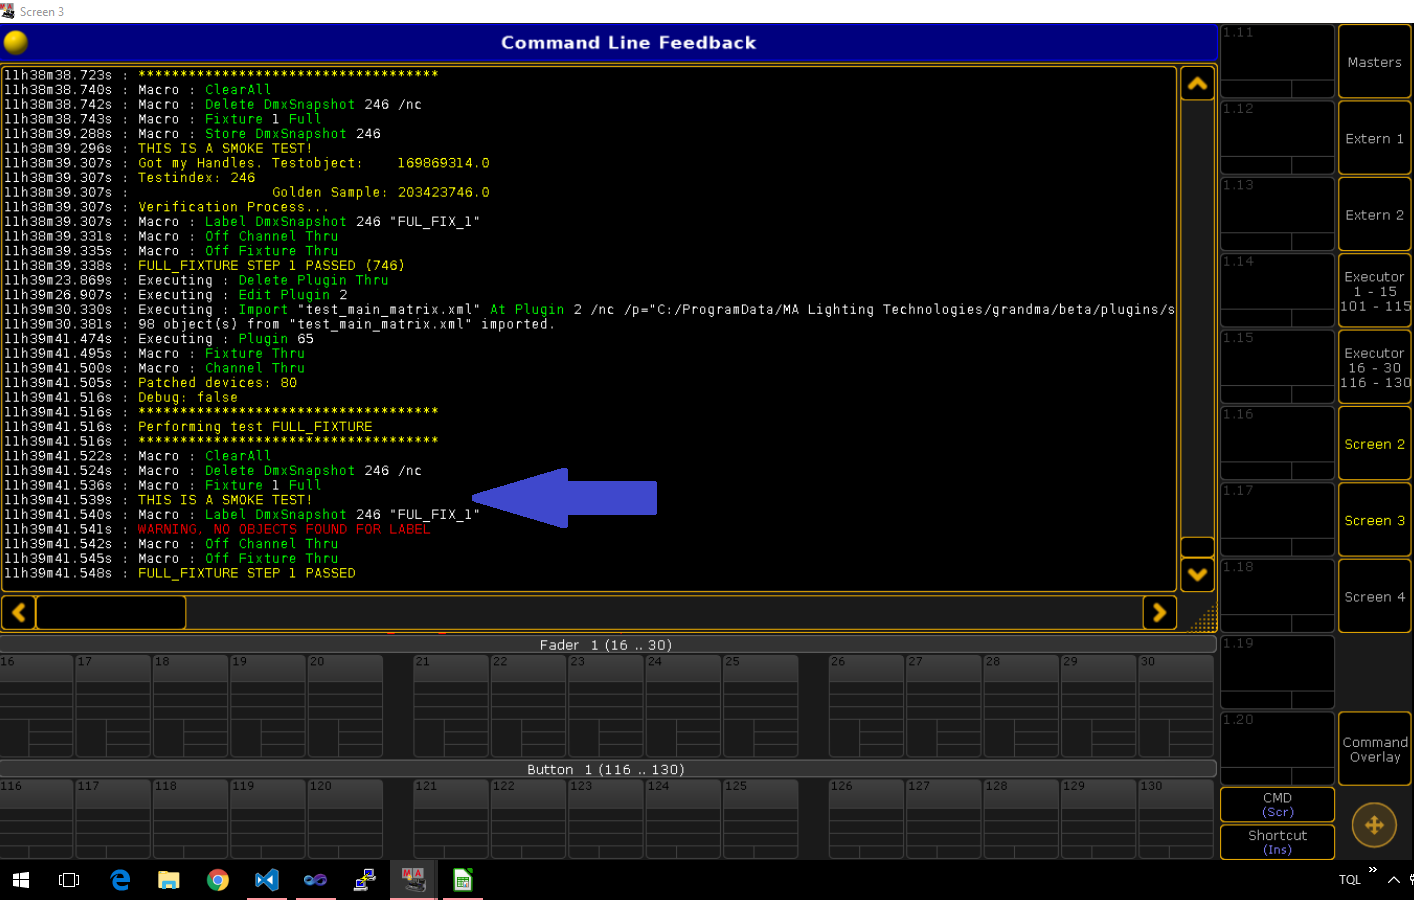 Screen 3
Command Line Feedback
11h38m38.723s : ************************************
11h38m38.740s : Macro : ClearAll
11h38m38.742s : Macro : Delete DmxSnapshot 246 /nc
11h38m38.743s : Macro : Fixture 1 Full
11h38m39.288s : Macro : Store DmxSnapshot 246
11h38m39.296s : THIS IS A SMOKE TEST!
11h38m39.307s : Got my Handles. Testobject:    169869314.0
11h38m39.307s : Testindex: 246
11h38m39.307s :                 Golden Sample: 203423746.0
11h38m39.307s : Verification Process...
11h38m39.307s : Macro : Label DmxSnapshot 246 "FUL_FIX_1"
11h38m39.331s : Macro : Off Channel Thru
11h38m39.335s : Macro : Off Fixture Thru
11h38m39.338s : FULL_FIXTURE STEP 1 PASSED (746)
11h39m23.869s : Executing : Delete Plugin Thru
11h39m26.907s : Executing : Edit Plugin 2
11h39m30.330s : Executing : Import "test_main_matrix.xml" At Plugin 2 /nc /p="C:/ProgramData/MA Lighting Technologies/grandma/beta/plugins/s
11h39m30.381s : 98 object(s) from "test_main_matrix.xml" imported.
11h39m41.474s : Executing : Plugin 65
11h39m41.495s : Macro : Fixture Thru
11h39m41.500s : Macro : Channel Thru
11h39m41.505s : Patched devices: 80
11h39m41.516s : Debug: false
11h39m41.516s : ************************************
11h39m41.516s : Performing test FULL_FIXTURE
11h39m41.516s : ************************************
11h39m41.522s : Macro : ClearAll
11h39m41.524s : Macro : Delete DmxSnapshot 246 /nc
11h39m41.536s : Macro : Fixture 1 Full
11h39m41.539s : THIS IS A SMOKE TEST!
11h39m41.540s : Macro : Label DmxSnapshot 246 "FUL_FIX_1"
11h39m41.541s : WARNING, NO OBJECTS FOUND FOR LABEL
11h39m41.542s : Macro : Off Channel Thru
11h39m41.545s : Macro : Off Fixture Thru
11h39m41.548s : FULL_FIXTURE STEP 1 PASSED
1.11
1.12
1.13
1.14
1.15
1.16
1.17
1.18
1.19
1.20
Masters
Extern 1
Extern 2
Executor
1 - 15
101 - 115
Executor
16 - 30
116 - 130
Screen 2
Screen 3
Screen 4
Command
Overlay
CMD
(Scr)
Shortcut
(Ins)
Fader 1 (16 .. 30)
16 17 18 19 20 21 22 23 24 25 26 27 28 29 30
Button 1 (116 .. 130)
116 117 118 119 120 121 122 123 124 125 126 127 128 129 130
TQL